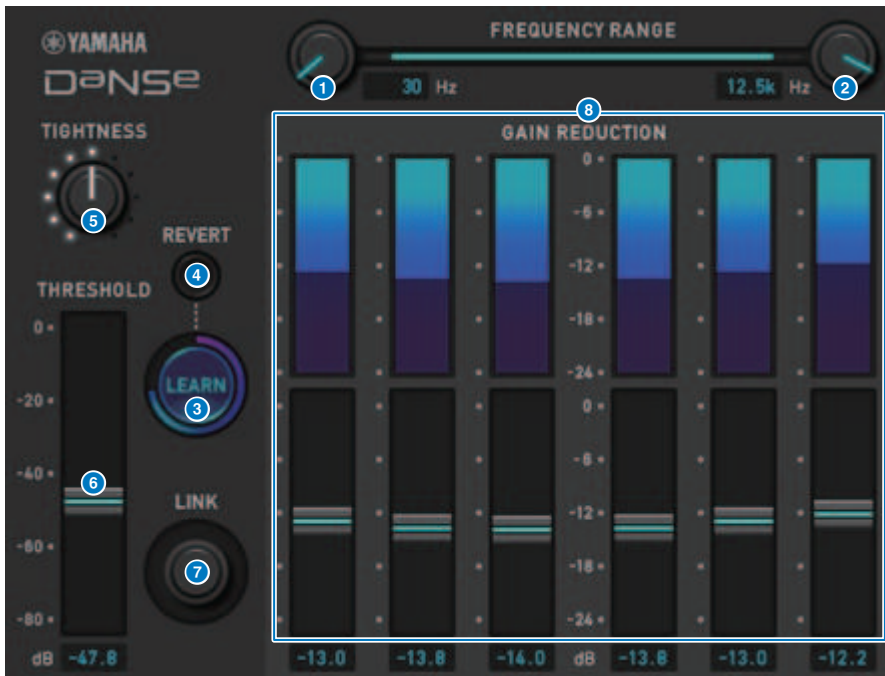 YAMAHA
DaNSe
FREQUENCY RANGE
1
30 Hz
12.5k Hz
2
8
TIGHTNESS
5
GAIN REDUCTION
0
-6
-12
-18
-24
REVERT
4
THRESHOLD
0
-20
-40
-60
-80
6
LEARN
3
LINK
7
0
-6
-12
-18
-24
dB -47.8
-13.0 -13.8 -14.0 dB -13.8 -13.0 -12.2